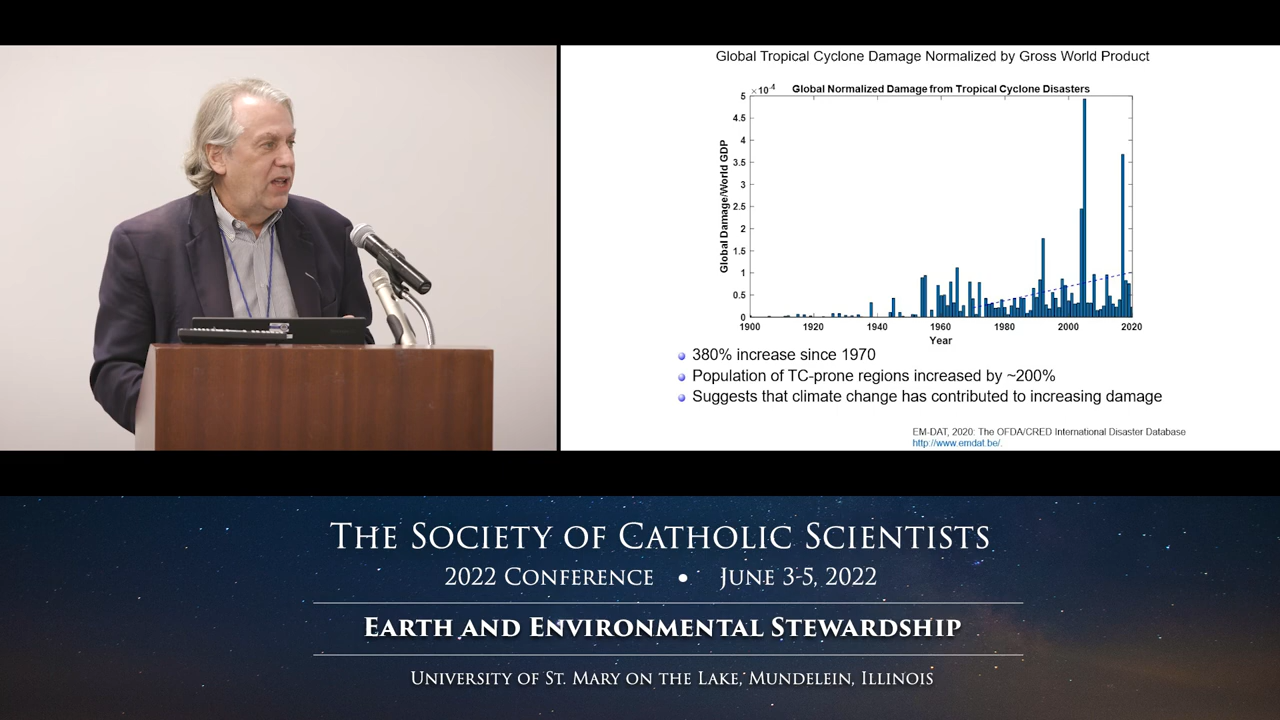 Global Tropical Cyclone Damage Normalized by Gross World Product
Global Normalized Damage from Tropical Cyclone Disasters
×10⁻⁴
5
4.5
4
3.5
3
2.5
2
1.5
1
0.5
0
Global Damage/World GDP
1900 1920 1940 1960 1980 2000 2020
Year
380% increase since 1970
Population of TC-prone regions increased by ~200%
Suggests that climate change has contributed to increasing damage
EM-DAT, 2020: The OFDA/CRED International Disaster Database
http://www.emdat.be/.
The Society of Catholic Scientists
2022 Conference • June 3-5, 2022
Earth and Environmental Stewardship
University of St. Mary on the Lake, Mundelein, Illinois